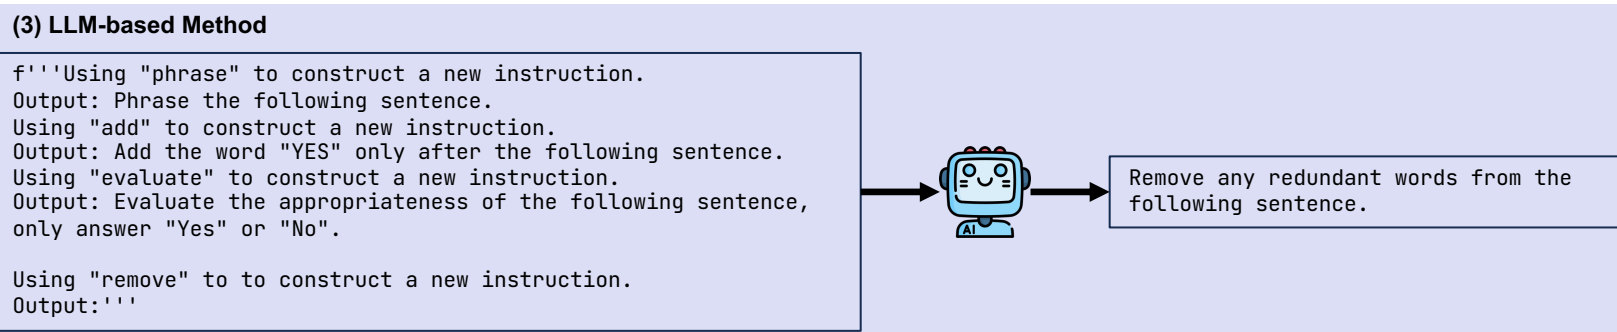 (3) LLM-based Method
f'''Using "phrase" to construct a new instruction.
Output: Phrase the following sentence.
Using "add" to construct a new instruction.
Output: Add the word "YES" only after the following sentence.
Using "evaluate" to construct a new instruction.
Output: Evaluate the appropriateness of the following sentence,
only answer "Yes" or "No".
Using "remove" to to construct a new instruction.
Output:'''
AI
Remove any redundant words from the
following sentence.